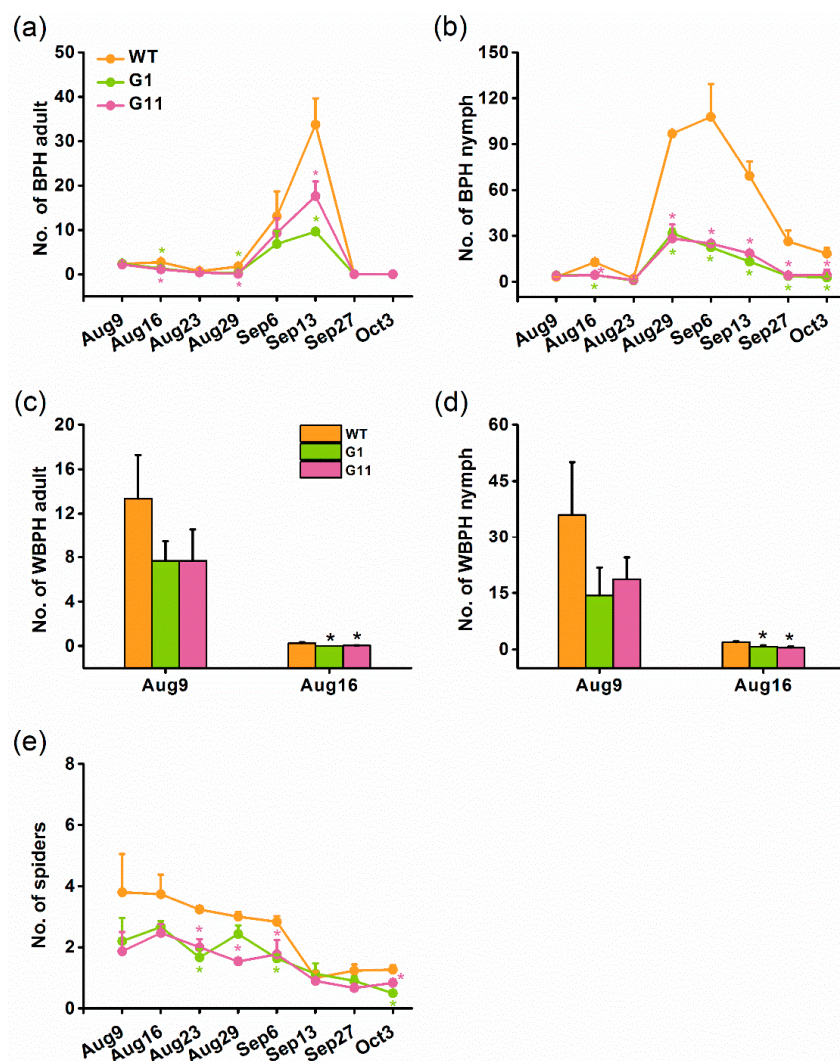 (a)
No. of BPH adult
50
40
30
20
10
0
WT
G1
G11
*
*
*
*
*
*
Aug9
Aug16
Aug23
Aug29
Sep6
Sep13
Sep27
Oct3
(b)
No. of BPH nymph
150
120
90
60
30
0
*
*
*
*
*
*
*
*
*
*
*
*
Aug9
Aug16
Aug23
Aug29
Sep6
Sep13
Sep27
Oct3
(c)
No. of WBPH adult
20
16
12
8
4
0
WT
G1
G11
* *
Aug9 Aug16
(d)
No. of WBPH nymph
60
45
30
15
0
* *
Aug9 Aug16
(e)
No. of spiders
8
6
4
2
0
*
*
*
*
*
*
*
Aug9
Aug16
Aug23
Aug29
Sep6
Sep13
Sep27
Oct3